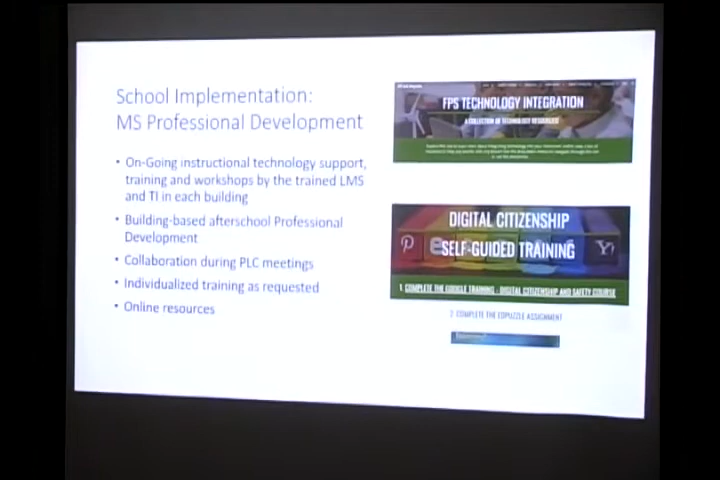 School Implementation:
MS Professional Development
• On-Going instructional technology support,
training and workshops by the trained LMS
and TI in each building
• Building-based afterschool Professional
Development
• Collaboration during PLC meetings
• Individualized training as requested
• Online resources
FPS TECHNOLOGY INTEGRATION
A COLLECTION OF TECHNOLOGY RESOURCES
DIGITAL CITIZENSHIP
SELF-GUIDED TRAINING
1. COMPLETE THE GOOGLE TRAINING - DIGITAL CITIZENSHIP AND SAFETY COURSE
2. COMPLETE THE EDPUZZLE ASSIGNMENT